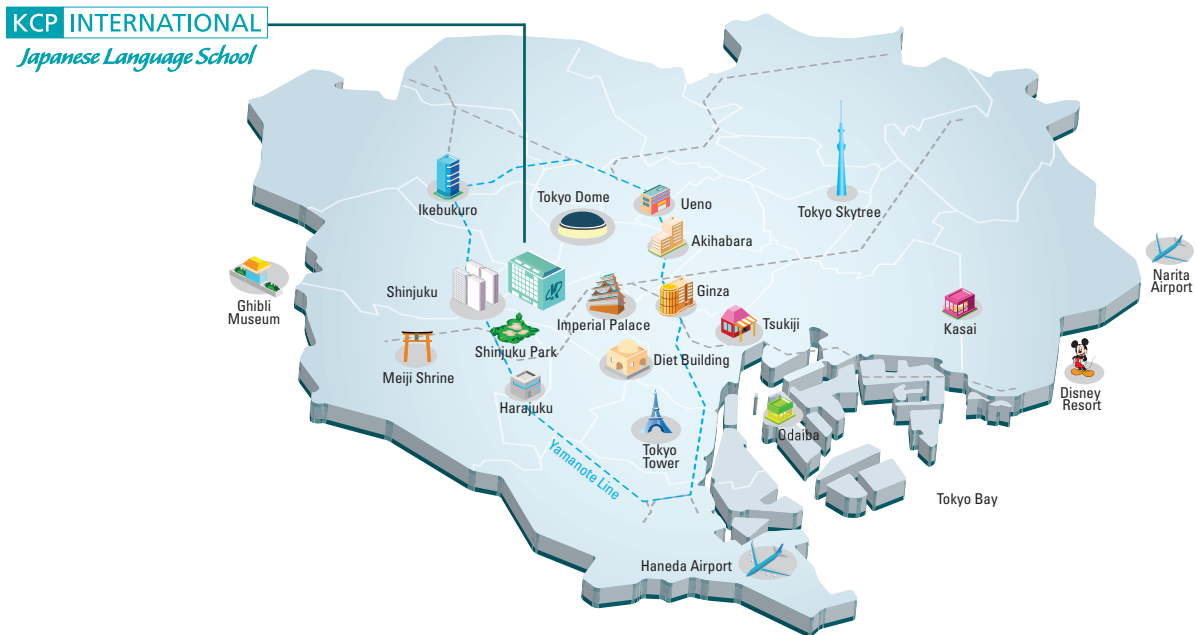 KCP INTERNATIONAL
Japanese Language School
Ikebukuro
Tokyo Dome
Ueno
Tokyo Skytree
Akihabara
Narita
Airport
Ghibli
Museum
Shinjuku
Imperial Palace
Ginza
Tsukiji
Kasai
Shinjuku Park
Meiji Shrine
Diet Building
Disney
Resort
Harajuku
Odaiba
Tokyo
Tower
Yamanote Line
Tokyo Bay
Haneda Airport